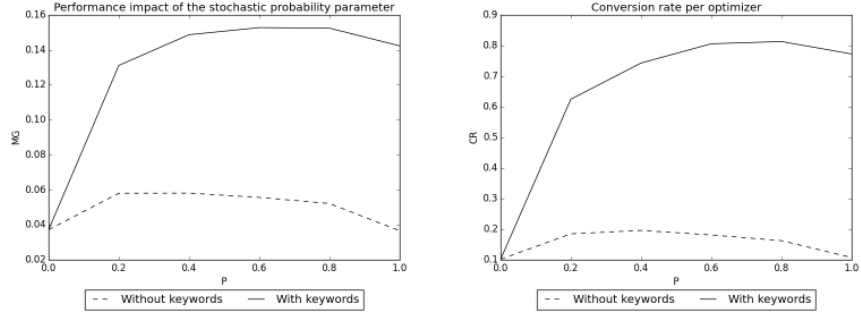 Performance impact of the stochastic probability parameter
0.16
0.14
0.12
0.10
0.08
0.06
0.04
0.02
MG
0.0 0.2 0.4 0.6 0.8 1.0
P
Without keywords With keywords
Conversion rate per optimizer
0.9
0.8
0.7
0.6
0.5
0.4
0.3
0.2
0.1
CR
0.0 0.2 0.4 0.6 0.8 1.0
P
Without keywords With keywords